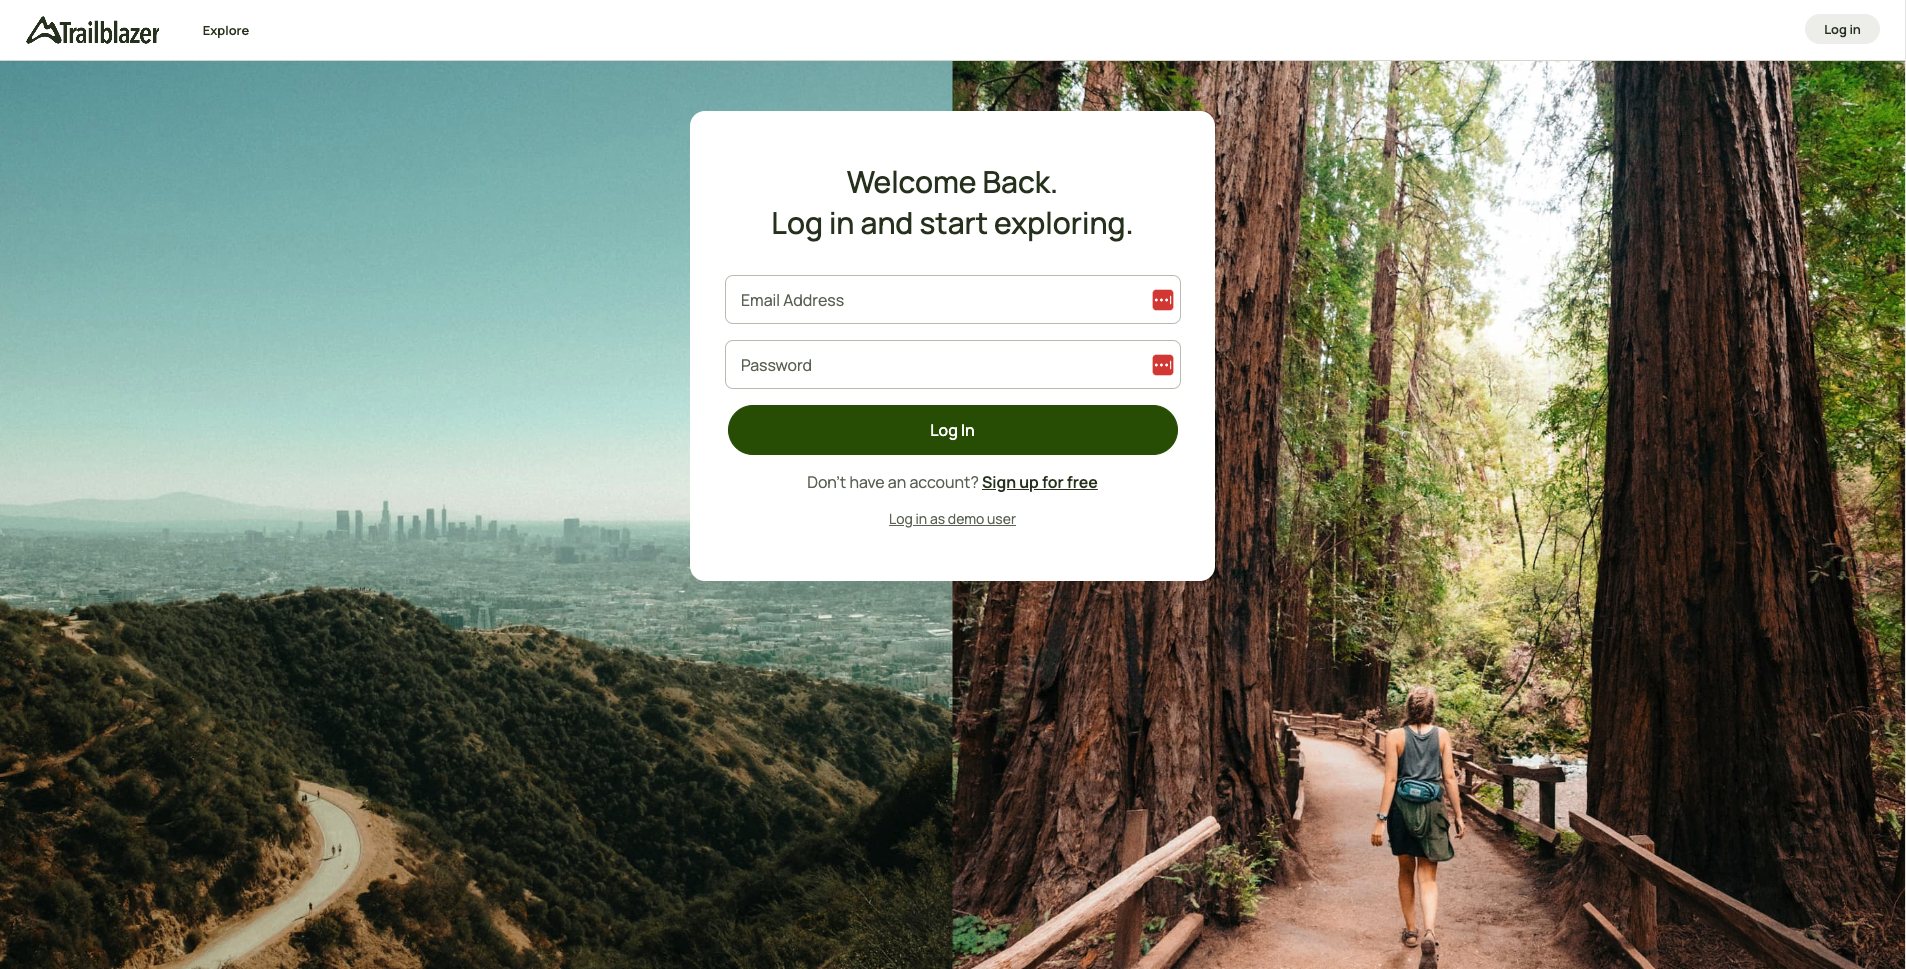 Trailblazer
Explore
Log in
Welcome Back.
Log in and start exploring.
Email Address
Password
Log In
Don't have an account? Sign up for free
Log in as demo user